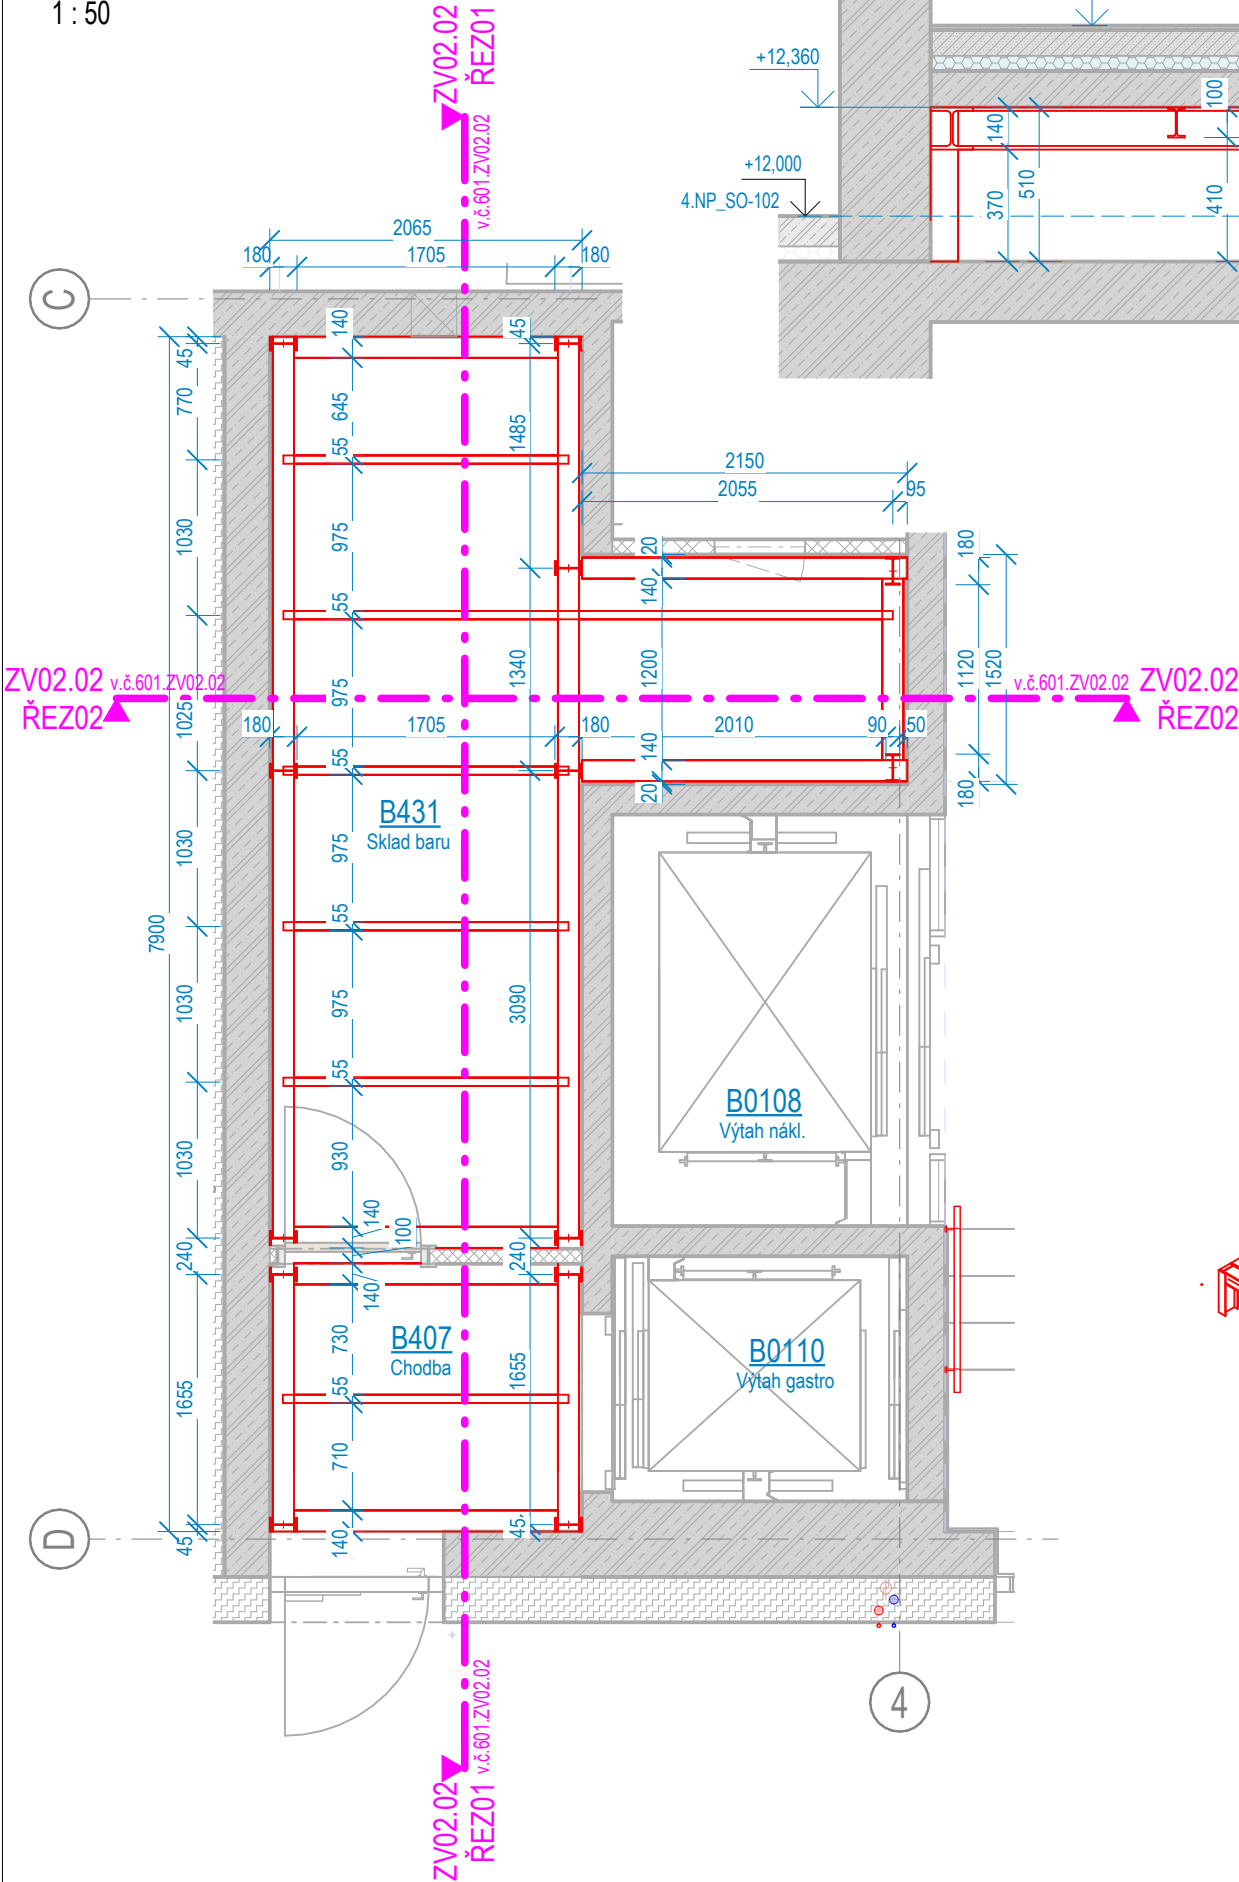 1 : 50
ZV02.02
ŘEZ01
v.č.601.ZV02.02
+12,360
+12,000
4.NP_SO-102
140
370
510
100
410
2065
180
1705
180
C
45
770
1030
1025
1030
1030
1030
240
1655
45
7900
140
645
55
975
55
975
55
975
55
975
55
930
140
100
140
730
55
710
140
45
1485
1340
3090
240
1655
45
2150
2055
95
20
140
1200
140
20
180
1120
1520
180
ZV02.02
v.č.601.ZV02.02
ŘEZ02
v.č.601.ZV02.02
ZV02.02
ŘEZ02
180
1705
180
2010
90
50
B431
Sklad baru
B0108
Výtah nákl.
B407
Chodba
B0110
Výtah gastro
D
4
ZV02.02
ŘEZ01
v.č.601.ZV02.02